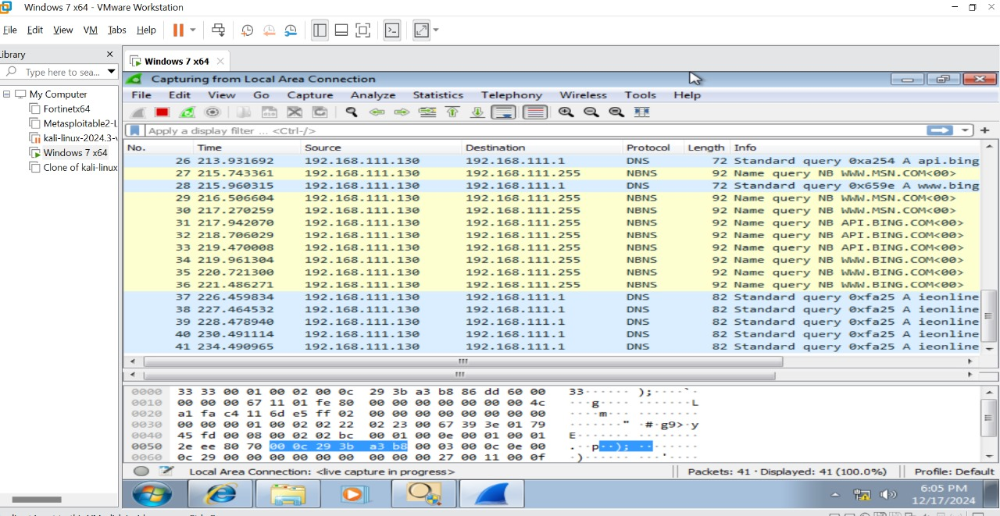 Windows 7 x64 - VMware Workstation
File Edit View VM Tabs Help
Library
Type here to sea...
My Computer
Fortinetx64
Metasploitable2-L
kali-linux-2024.3-v
Windows 7 x64
Clone of kali-linux
Windows 7 x64
Capturing from Local Area Connection
File Edit View Go Capture Analyze Statistics Telephony Wireless Tools Help
Apply a display filter ... <Ctrl-/>
No. Time Source Destination Protocol Length Info
26 213.931692 192.168.111.130 192.168.111.1 DNS 72 Standard query 0xa254 A api.bing
27 215.743361 192.168.111.130 192.168.111.255 NBNS 92 Name query NB WWW.MSN.COM<00>
28 215.960315 192.168.111.130 192.168.111.1 DNS 72 Standard query 0x659e A www.bing
29 216.506604 192.168.111.130 192.168.111.255 NBNS 92 Name query NB WWW.MSN.COM<00>
30 217.270259 192.168.111.130 192.168.111.255 NBNS 92 Name query NB WWW.MSN.COM<00>
31 217.942070 192.168.111.130 192.168.111.255 NBNS 92 Name query NB API.BING.COM<00>
32 218.706029 192.168.111.130 192.168.111.255 NBNS 92 Name query NB API.BING.COM<00>
33 219.470008 192.168.111.130 192.168.111.255 NBNS 92 Name query NB API.BING.COM<00>
34 219.961304 192.168.111.130 192.168.111.255 NBNS 92 Name query NB WWW.BING.COM<00>
35 220.721300 192.168.111.130 192.168.111.255 NBNS 92 Name query NB WWW.BING.COM<00>
36 221.486271 192.168.111.130 192.168.111.255 NBNS 92 Name query NB WWW.BING.COM<00>
37 226.459834 192.168.111.130 192.168.111.1 DNS 82 Standard query 0xfa25 A ieonline
38 227.464532 192.168.111.130 192.168.111.1 DNS 82 Standard query 0xfa25 A ieonline
39 228.478940 192.168.111.130 192.168.111.1 DNS 82 Standard query 0xfa25 A ieonline
40 230.491114 192.168.111.130 192.168.111.1 DNS 82 Standard query 0xfa25 A ieonline
41 234.490965 192.168.111.130 192.168.111.1 DNS 82 Standard query 0xfa25 A ieonline
0000 33 33 00 01 00 02 00 0c 29 3b a3 b8 86 dd 60 00 33······ );····`·
0010 00 00 00 67 11 01 fe 80 00 00 00 00 00 00 00 4c ···g···· ·······L
0020 a1 fa c4 11 6d e5 ff 02 00 00 00 00 00 00 00 00 ····m··· ········
0030 00 00 00 01 00 02 02 22 02 23 00 67 39 3e 01 79 ·······" ·#·g9>·y
0040 45 fd 00 08 00 02 02 bc 00 01 00 0e 00 01 00 01 E······· ········
0050 2e ee 80 70 00 0c 29 3b a3 b8 00 03 00 0c 0e 00 .··p··); ········
0060 0c 29 00 00 00 00 00 00 00 00 00 27 00 11 00 0f ·)······ ···'····
Local Area Connection: <live capture in progress> Packets: 41 · Displayed: 41 (100.0%) Profile: Default
6:05 PM
12/17/2024